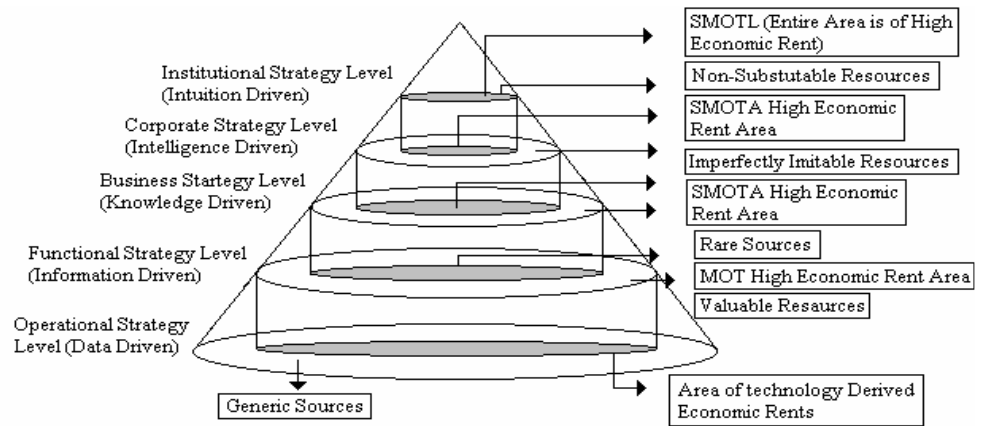 Institutional Strategy Level
(Intuition Driven)
Corporate Strategy Level
(Intelligence Driven)
Business Startegy Level
(Knowledge Driven)
Functional Strategy Level
(Information Driven)
Operational Strategy
Level (Data Driven)
Generic Sources
SMOTL (Entire Area is of High
Economic Rent)
Non-Substutable Resources
SMOTA High Economic
Rent Area
Imperfectly Imitable Resources
SMOTA High Economic
Rent Area
Rare Sources
MOT High Economic Rent Area
Valuable Resaurces
Area of technology Derived
Economic Rents